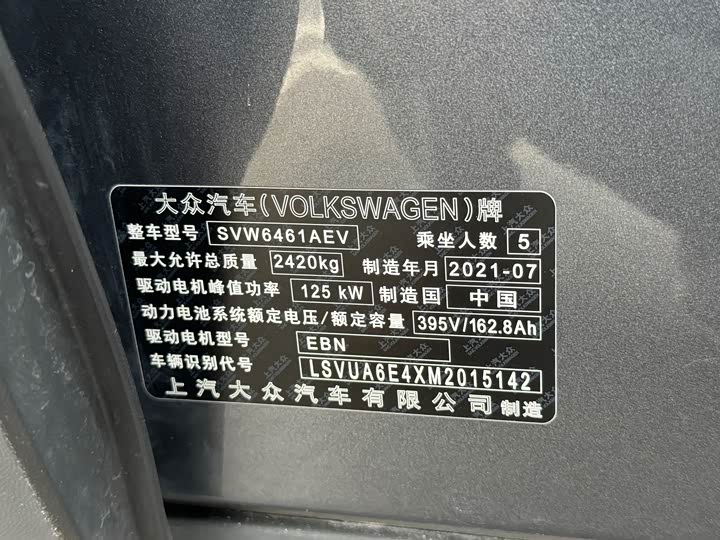 大众汽车(VOLKSWAGEN)牌
整车型号 SVW6461AEV 乘坐人数 5
最大允许总质量 2420kg 制造年月 2021-07
驱动电机峰值功率 125 kW 制造国 中国
动力电池系统额定电压/额定容量 395V/162.8Ah
驱动电机型号 EBN
车辆识别代号 LSVUA6E4XM2015142
上汽大众汽车有限公司 制造